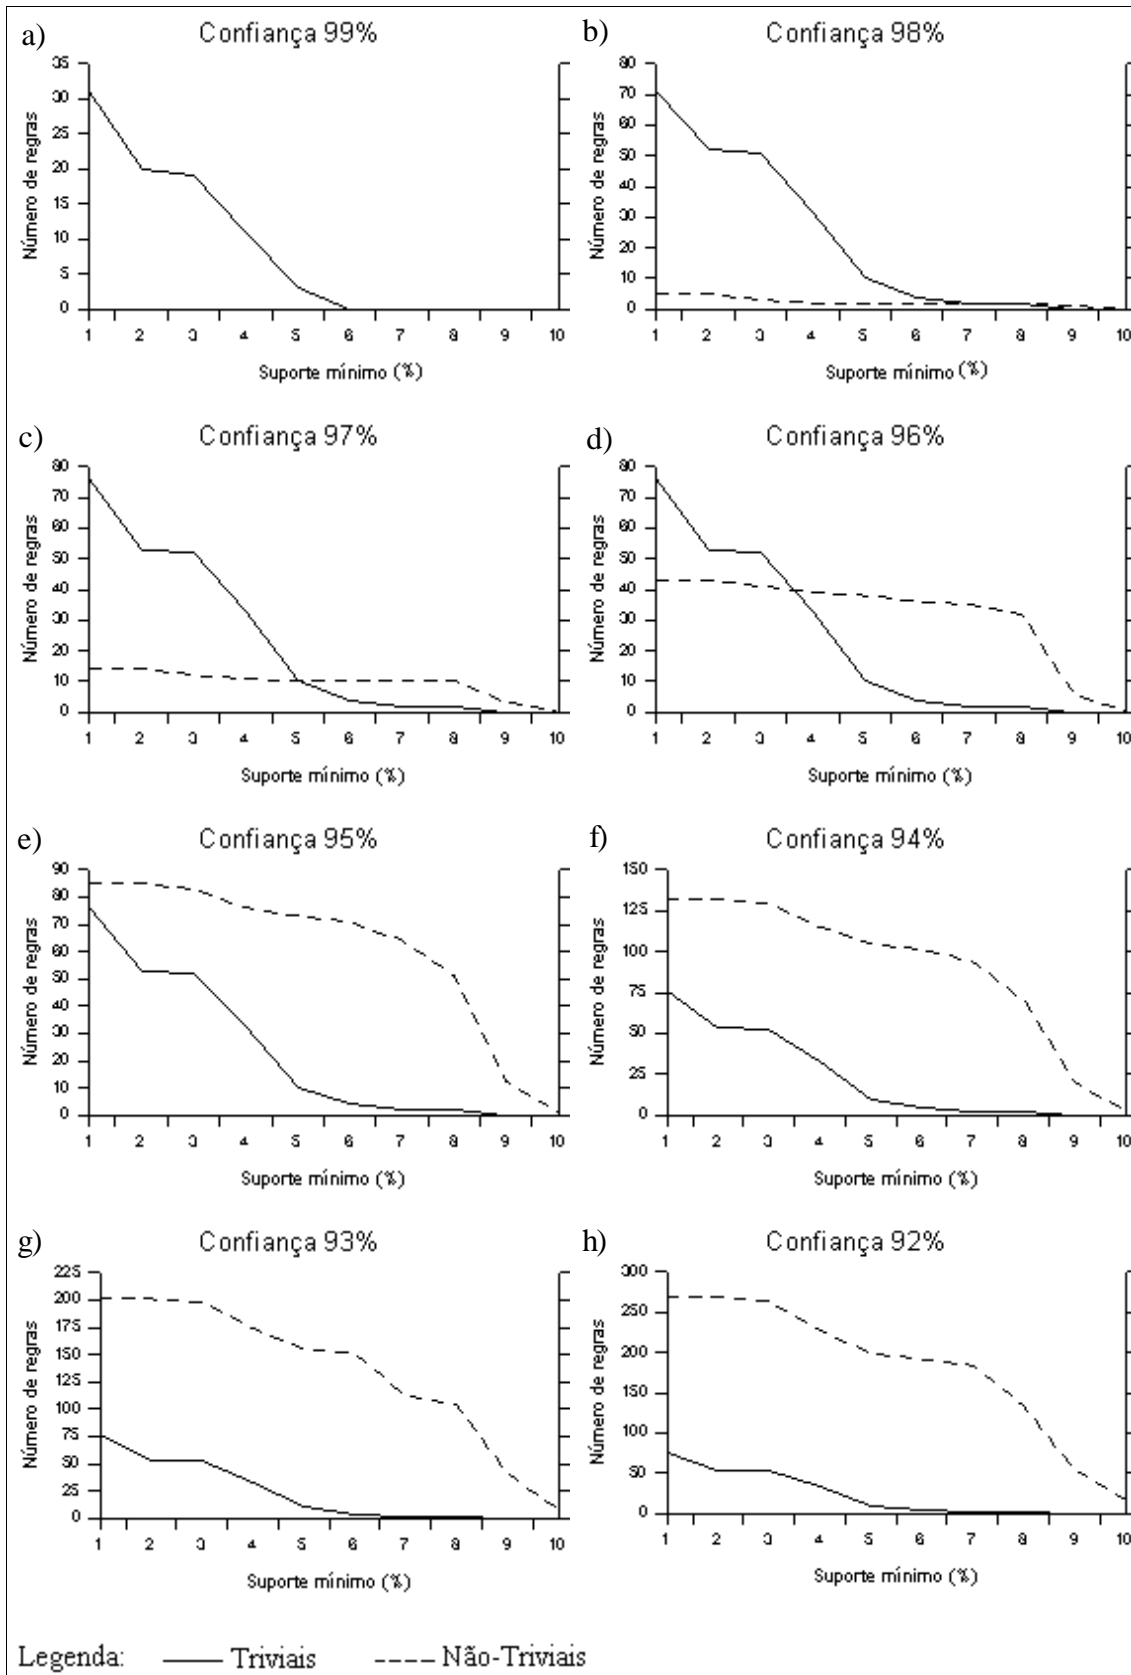 a) Confiança 99%
Número de regras
35
30
25
20
15
10
5
0
1 2 3 4 5 6 7 8 9 10
Suporte mínimo (%)
b) Confiança 98%
Número de regras
80
70
60
50
40
30
20
10
0
1 2 3 4 5 6 7 8 9 10
Suporte mínimo (%)
c) Confiança 97%
Número de regras
80
70
60
50
40
30
20
10
0
1 2 3 4 5 6 7 8 9 10
Suporte mínimo (%)
d) Confiança 96%
Número de regras
80
70
60
50
40
30
20
10
0
1 2 3 4 5 6 7 8 9 10
Suporte mínimo (%)
e) Confiança 95%
Número de regras
90
80
70
60
50
40
30
20
10
0
1 2 3 4 5 6 7 8 9 10
Suporte mínimo (%)
f) Confiança 94%
Número de regras
150
125
100
75
50
25
0
1 2 3 4 5 6 7 8 9 10
Suporte mínimo (%)
g) Confiança 93%
Número de regras
225
200
175
150
125
100
75
50
25
0
1 2 3 4 5 6 7 8 9 10
Suporte mínimo (%)
h) Confiança 92%
Número de regras
300
250
200
150
100
50
0
1 2 3 4 5 6 7 8 9 10
Suporte mínimo (%)
Legenda: Triviais Não-Triviais